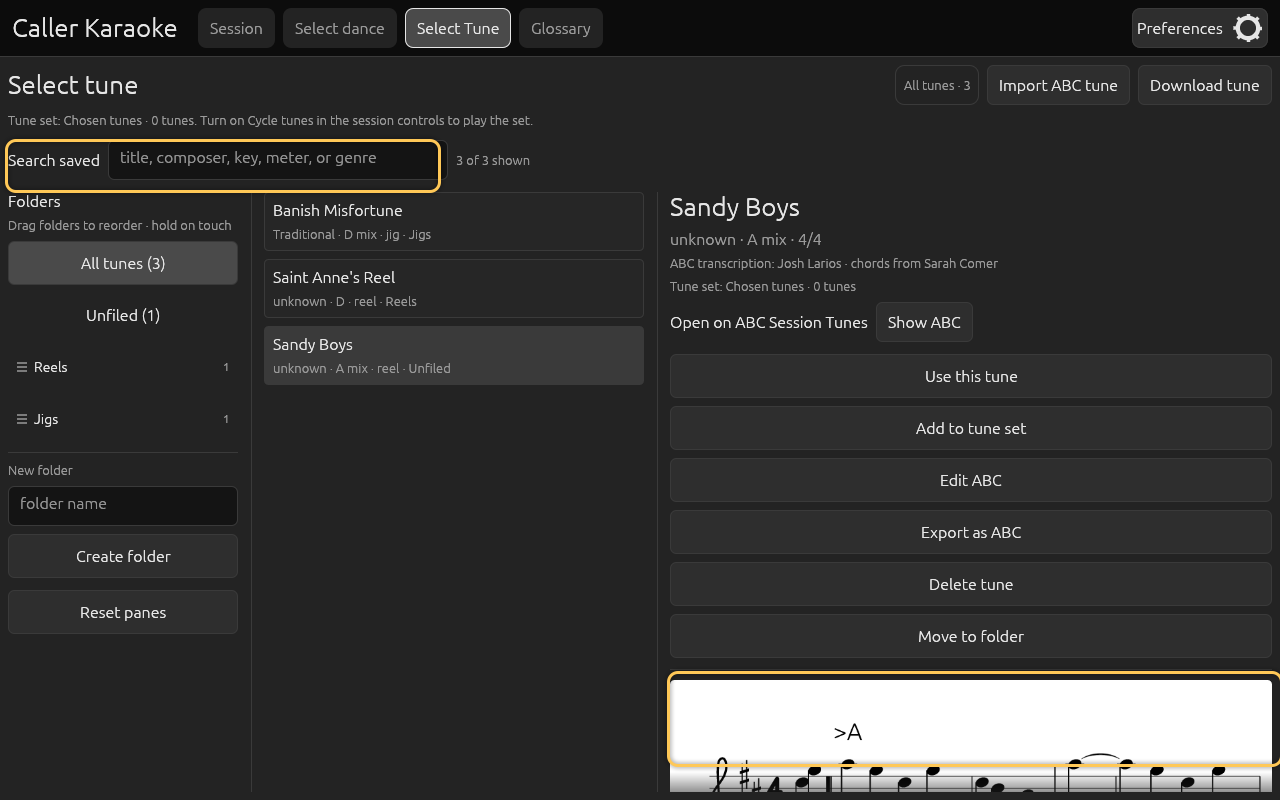 Caller Karaoke
Session
Select dance
Select Tune
Glossary
Preferences
Select tune
All tunes · 3
Import ABC tune
Download tune
Tune set: Chosen tunes · 0 tunes. Turn on Cycle tunes in the session controls to play the set.
Search saved
title, composer, key, meter, or genre
3 of 3 shown
Folders
Drag folders to reorder · hold on touch
All tunes (3)
Unfiled (1)
Reels 1
Jigs 1
New folder
folder name
Create folder
Reset panes
Banish Misfortune
Traditional · D mix · jig · Jigs
Saint Anne's Reel
unknown · D · reel · Reels
Sandy Boys
unknown · A mix · reel · Unfiled
Sandy Boys
unknown · A mix · 4/4
ABC transcription: Josh Larios · chords from Sarah Comer
Tune set: Chosen tunes · 0 tunes
Open on ABC Session Tunes
Show ABC
Use this tune
Add to tune set
Edit ABC
Export as ABC
Delete tune
Move to folder
>A